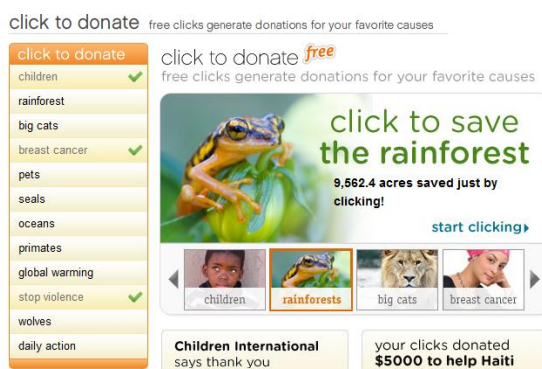 click to donate free clicks generate donations for your favorite causes
click to donate
children
rainforest
big cats
breast cancer
pets
seals
oceans
primates
global warming
stop violence
wolves
daily action
click to donate free
free clicks generate donations for your favorite causes
click to save
the rainforest
9,562.4 acres saved just by
clicking!
start clicking
children
rainforests
big cats
breast cancer
Children International
says thank you
your clicks donated
$5000 to help Haiti